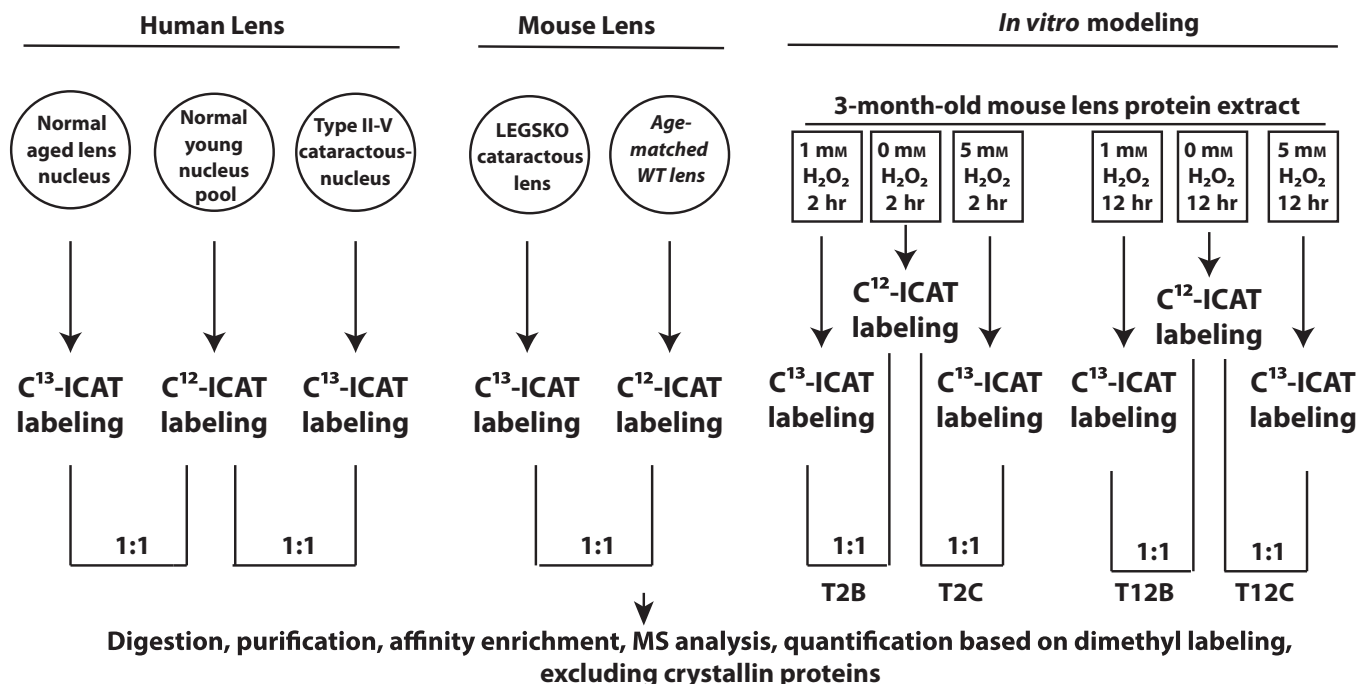 Human Lens
Mouse Lens
In vitro modeling
Normal
aged lens
nucleus
Normal
young
nucleus
pool
Type II-V
cataractous-
nucleus
LEGSKO
cataractous
lens
Age-
matched
WT lens
3-month-old mouse lens protein extract
1 mM
H₂O₂
2 hr
0 mM
H₂O₂
2 hr
5 mM
H₂O₂
2 hr
1 mM
H₂O₂
12 hr
0 mM
H₂O₂
12 hr
5 mM
H₂O₂
12 hr
C¹²-ICAT
labeling
C¹²-ICAT
labeling
C¹³-ICAT
labeling
C¹²-ICAT
labeling
C¹³-ICAT
labeling
C¹³-ICAT
labeling
C¹²-ICAT
labeling
C¹³-ICAT
labeling
C¹³-ICAT
labeling
C¹³-ICAT
labeling
C¹³-ICAT
labeling
1:1
1:1
1:1
1:1
1:1
1:1
1:1
T2B
T2C
T12B
T12C
Digestion, purification, affinity enrichment, MS analysis, quantification based on dimethyl labeling,
excluding crystallin proteins